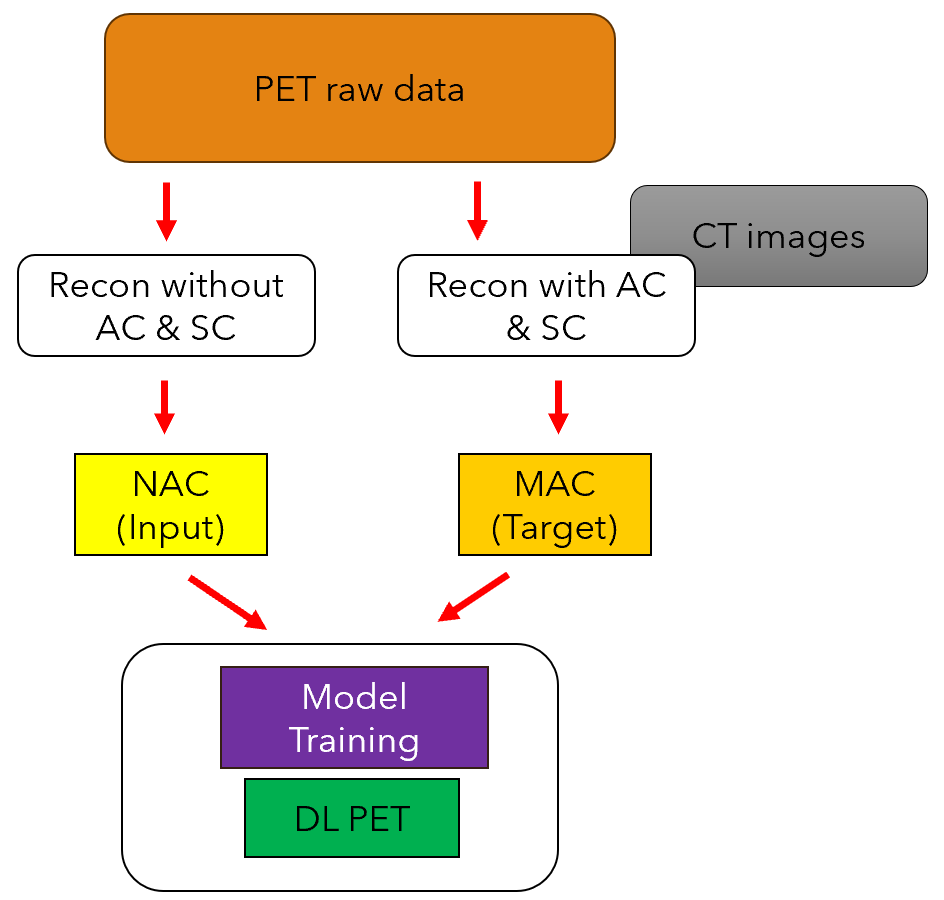 PET raw data
CT images
Recon without
AC & SC
Recon with AC
& SC
NAC
(Input)
MAC
(Target)
Model
Training
DL PET